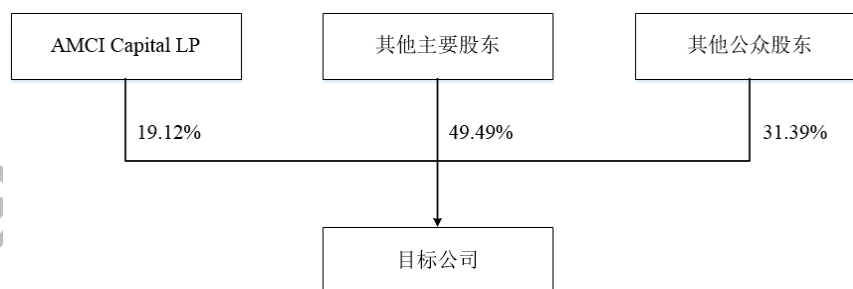 AMCI Capital LP
其他主要股东
其他公众股东
19.12%
49.49%
31.39%
目标公司